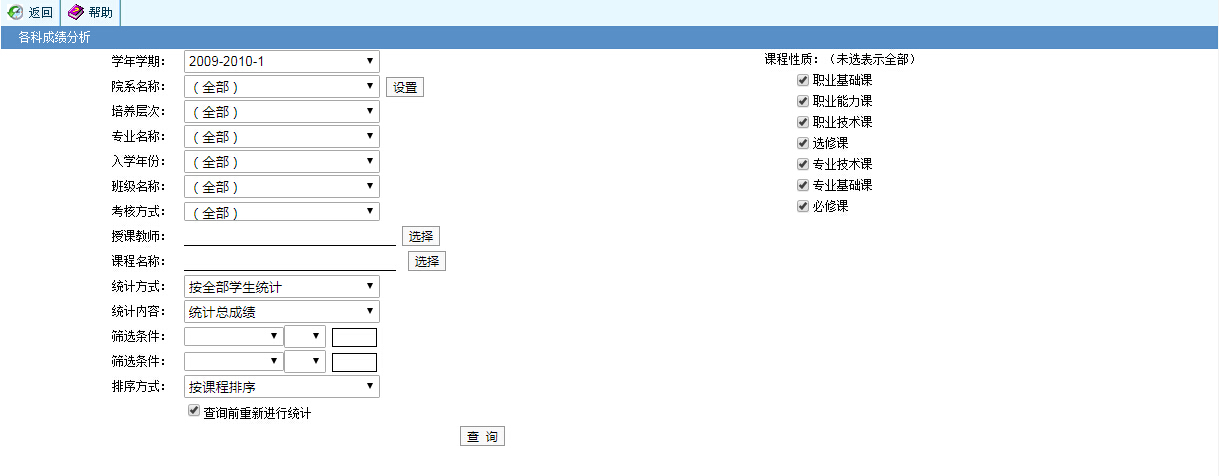 返回 帮助
各科成绩分析
学年学期： 2009-2010-1
院系名称： （全部） 设置
培养层次： （全部）
专业名称： （全部）
入学年份： （全部）
班级名称： （全部）
考核方式： （全部）
授课教师： 选择
课程名称： 选择
统计方式： 按全部学生统计
统计内容： 统计总成绩
筛选条件：
筛选条件：
排序方式： 按课程排序
查询前重新进行统计
查 询
课程性质：（未选表示全部）
职业基础课
职业能力课
职业技术课
选修课
专业技术课
专业基础课
必修课